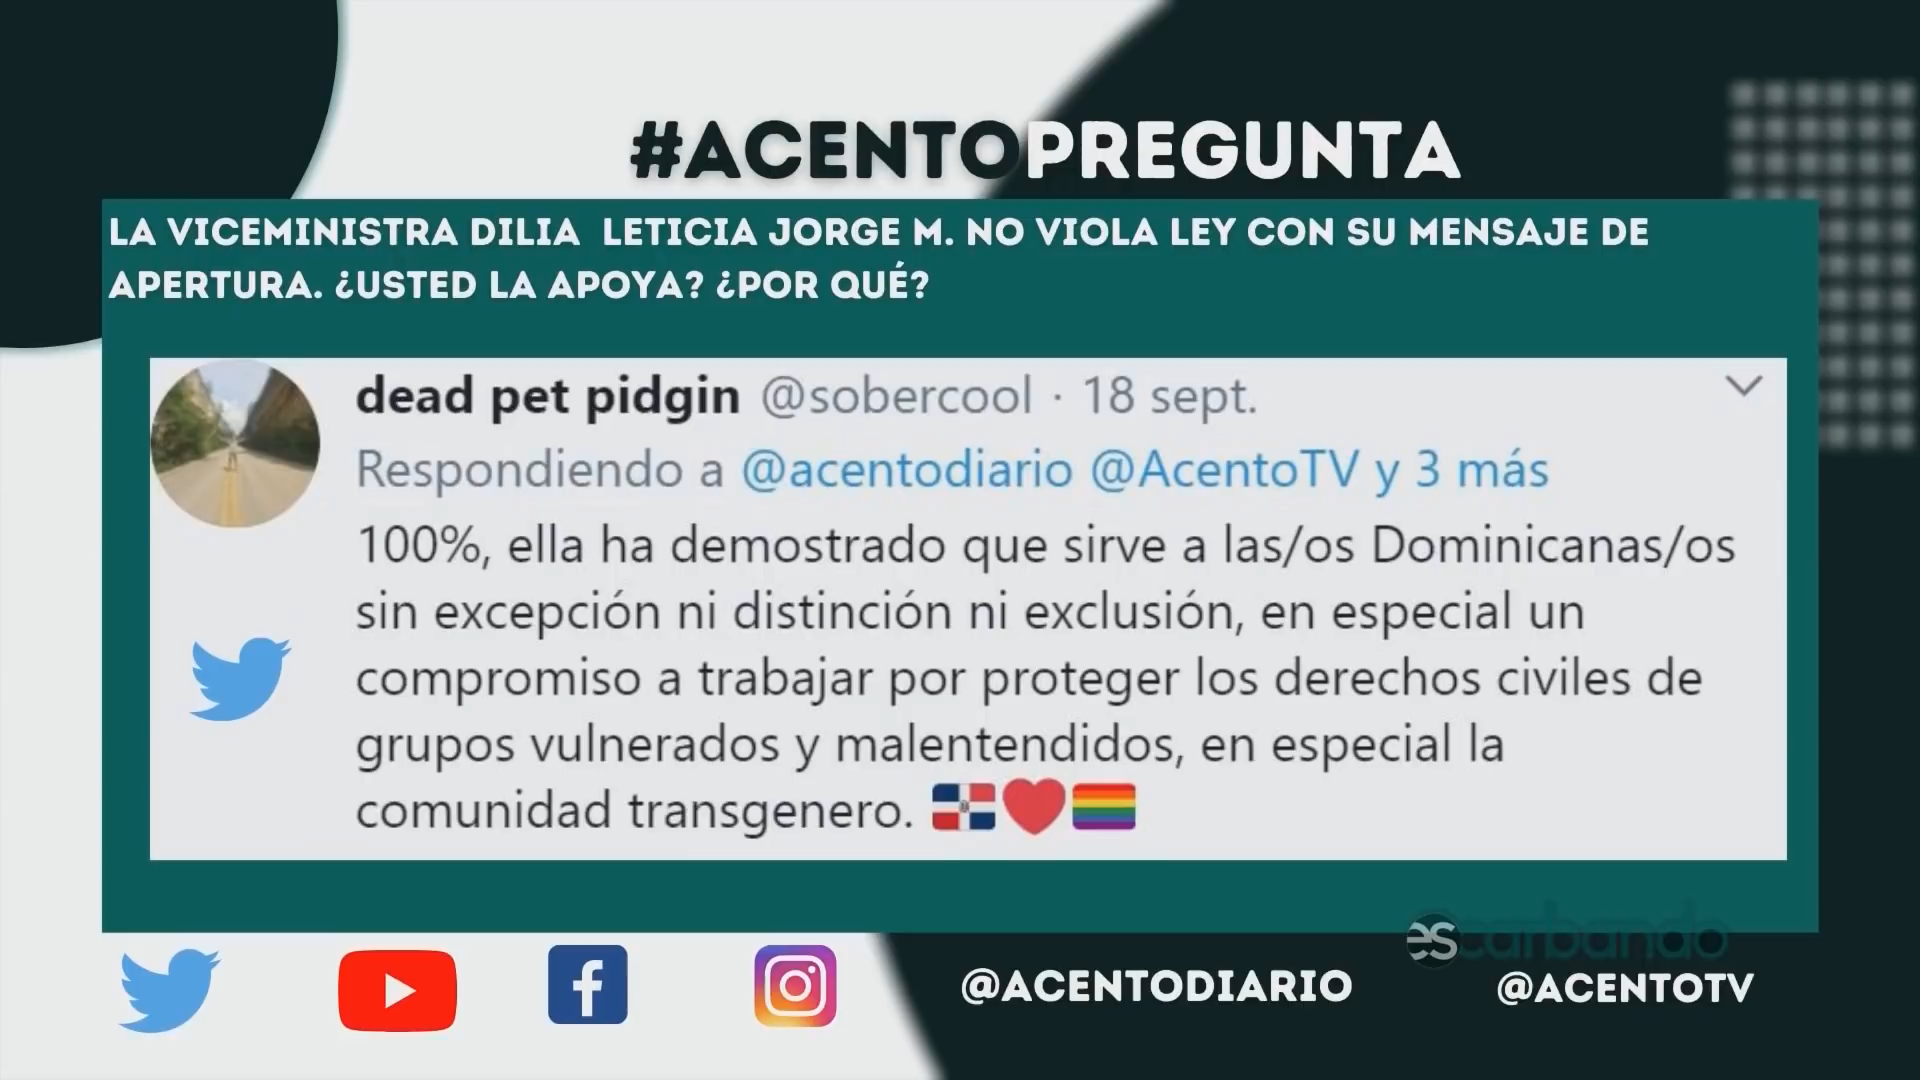 #ACENTOPREGUNTA
LA VICEMINISTRA DILIA LETICIA JORGE M. NO VIOLA LEY CON SU MENSAJE DE
APERTURA. ¿USTED LA APOYA? ¿POR QUÉ?
dead pet pidgin @sobercool · 18 sept.
Respondiendo a @acentodiario @AcentoTV y 3 más
100%, ella ha demostrado que sirve a las/os Dominicanas/os
sin excepción ni distinción ni exclusión, en especial un
compromiso a trabajar por proteger los derechos civiles de
grupos vulnerados y malentendidos, en especial la
comunidad transgenero. 🇩🇴❤️🏳️‍🌈
escarbando
@ACENTODIARIO
@ACENTOTV